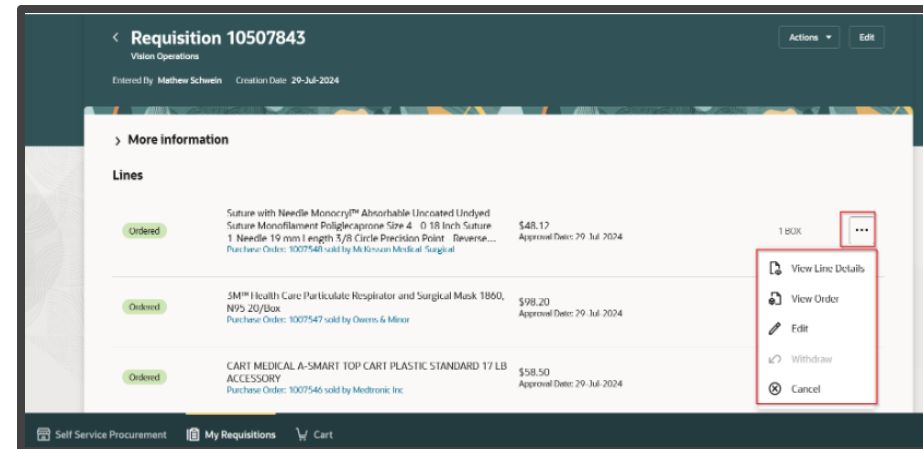 Requisition 10507843
Vision Operations
Entered By Mathew Schwein Creation Date 29-Jul-2024
Actions
Edit
More information
Lines
Ordered
Suture with Needle Monocryl™ Absorbable Uncoated Undyed
Suture Monofilament Poliglecaprone Size 4 0 18 Inch Suture
1 Needle 19 mm Length 3/8 Circle Precision Point Reverse...
Purchase Order: 1007548 sold by McKesson Medical Surgical
$48.12
Approval Date: 29-Jul-2024
1 BOX
...
View Line Details
View Order
Edit
Withdraw
Cancel
Ordered
3M™ Health Care Particulate Respirator and Surgical Mask 1860,
N95 20/Box
Purchase Order: 1007547 sold by Owens & Minor
$98.20
Approval Date: 29-Jul-2024
Ordered
CART MEDICAL A-SMART TOP CART PLASTIC STANDARD 17 LB
ACCESSORY
Purchase Order: 1007546 sold by Medtronic Inc
$58.50
Approval Date: 29-Jul-2024
Self Service Procurement
My Requisitions
Cart